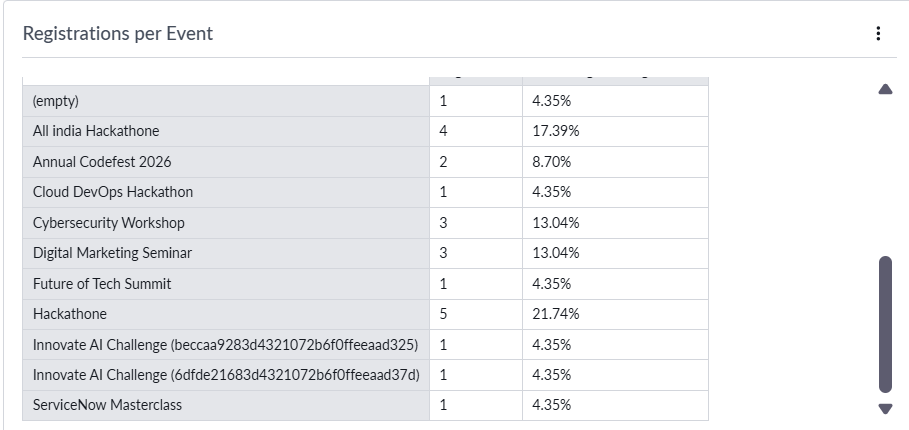 Registrations per Event
(empty) 1 4.35%
All india Hackathone 4 17.39%
Annual Codefest 2026 2 8.70%
Cloud DevOps Hackathon 1 4.35%
Cybersecurity Workshop 3 13.04%
Digital Marketing Seminar 3 13.04%
Future of Tech Summit 1 4.35%
Hackathone 5 21.74%
Innovate AI Challenge (beccaa9283d4321072b6f0ffeeaad325) 1 4.35%
Innovate AI Challenge (6dfde21683d4321072b6f0ffeeaad37d) 1 4.35%
ServiceNow Masterclass 1 4.35%